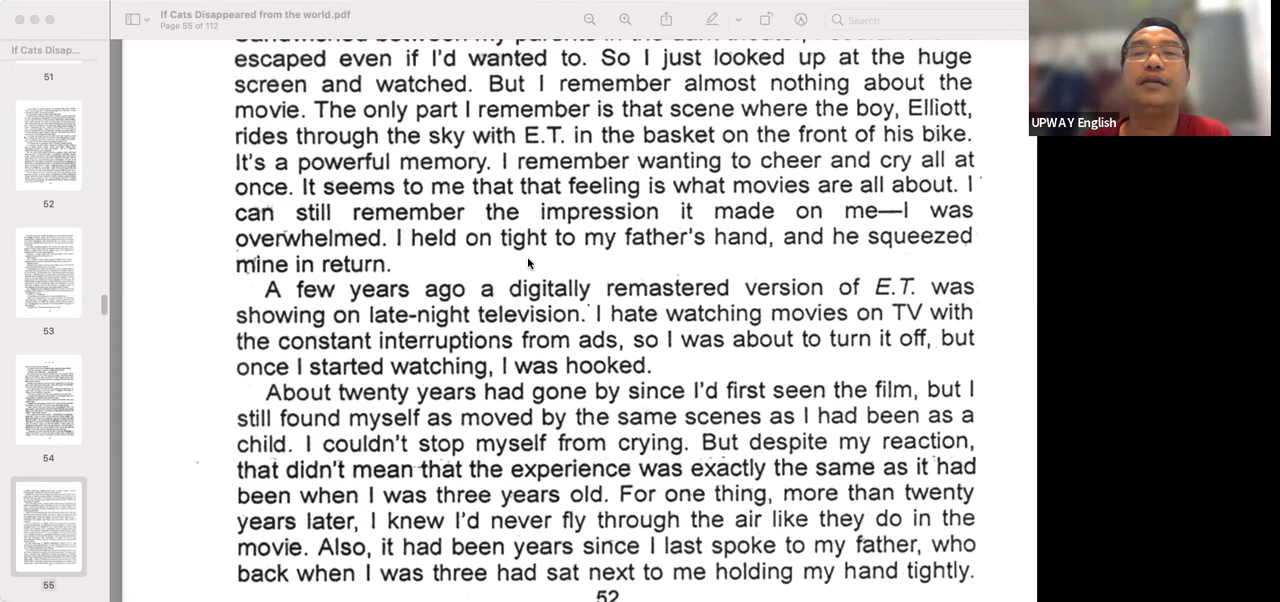 If Cats Disappeared from the world.pdf
Page 55 of 112
Search
If Cats Disap...
51
52
53
54
55
UPWAY English
Sandwiched between my parents in the dark theater, I couldn't
escaped even if I'd wanted to. So I just looked up at the huge
screen and watched. But I remember almost nothing about the
movie. The only part I remember is that scene where the boy, Elliott,
rides through the sky with E.T. in the basket on the front of his bike.
It's a powerful memory. I remember wanting to cheer and cry all at
once. It seems to me that that feeling is what movies are all about. I
can still remember the impression it made on me—I was
overwhelmed. I held on tight to my father's hand, and he squeezed
mine in return.
A few years ago a digitally remastered version of E.T. was
showing on late-night television. I hate watching movies on TV with
the constant interruptions from ads, so I was about to turn it off, but
once I started watching, I was hooked.
About twenty years had gone by since I'd first seen the film, but I
still found myself as moved by the same scenes as I had been as a
child. I couldn't stop myself from crying. But despite my reaction,
that didn't mean that the experience was exactly the same as it had
been when I was three years old. For one thing, more than twenty
years later, I knew I'd never fly through the air like they do in the
movie. Also, it had been years since I last spoke to my father, who
back when I was three had sat next to me holding my hand tightly.
52